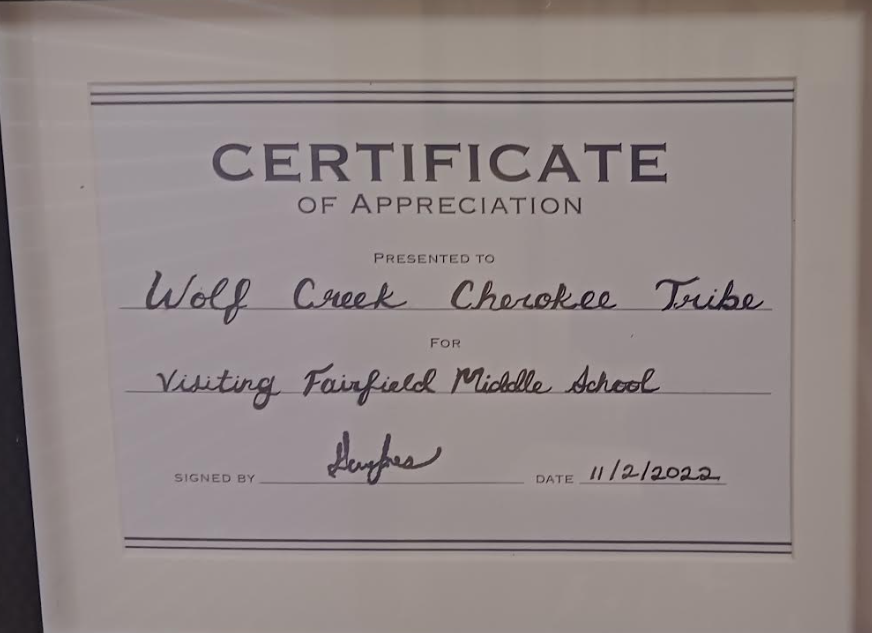 CERTIFICATE
OF APPRECIATION
PRESENTED TO
Wolf Creek Cherokee Tribe
FOR
Visiting Fairfield Middle School
SIGNED BY Hughes DATE 11/2/2022